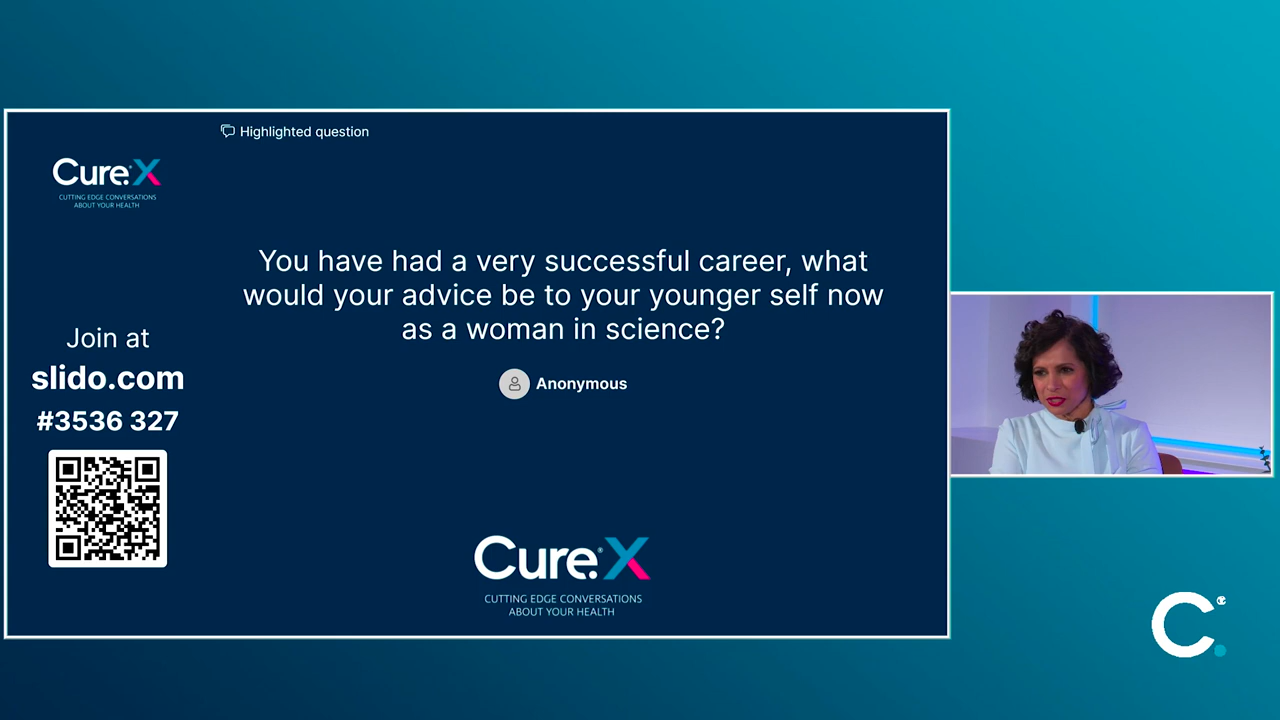 Highlighted question
Cure.X
CUTTING EDGE CONVERSATIONS
ABOUT YOUR HEALTH
You have had a very successful career, what
would your advice be to your younger self now
as a woman in science?
Anonymous
Join at
slido.com
#3536 327
Cure.® X
CUTTING EDGE CONVERSATIONS
ABOUT YOUR HEALTH
C.